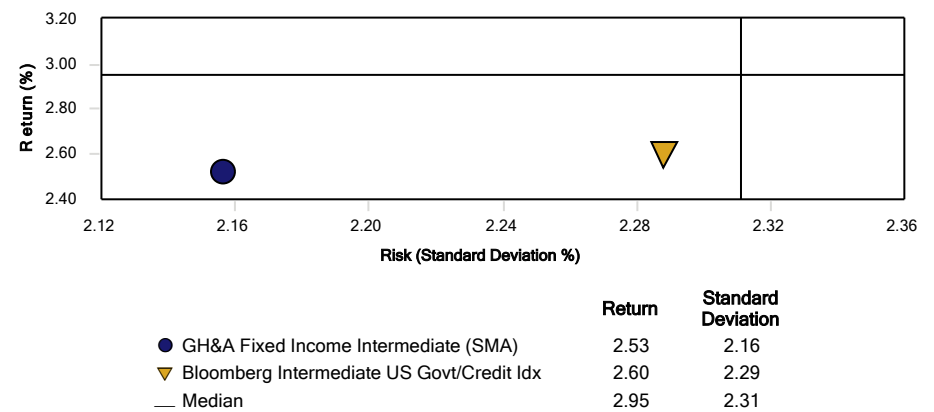 3.20
3.00
2.80
2.60
2.40
Return (%)
2.12 2.16 2.20 2.24 2.28 2.32 2.36
Risk (Standard Deviation %)
Return Standard Deviation
GH&A Fixed Income Intermediate (SMA) 2.53 2.16
Bloomberg Intermediate US Govt/Credit Idx 2.60 2.29
Median 2.95 2.31